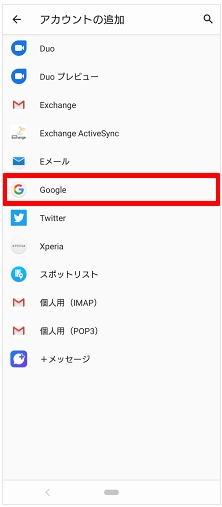 アカウントの追加
Duo
Duo プレビュー
Exchange
Exchange ActiveSync
Eメール
Google
Twitter
Xperia
スポットリスト
個人用（IMAP）
個人用（POP3）
＋メッセージ